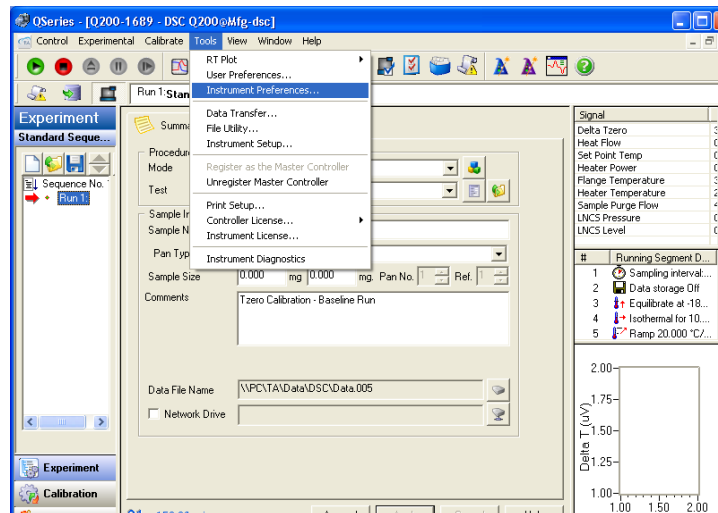 QSeries - [Q200-1689 - DSC Q200@Mfg-dsc]
Control Experimental Calibrate Tools View Window Help
RT Plot
User Preferences...
Instrument Preferences...
Data Transfer...
File Utility...
Instrument Setup...
Register as the Master Controller
Unregister Master Controller
Print Setup...
Controller License...
Instrument License...
Instrument Diagnostics
Run 1:
Experiment
Standard Seque...
Sequence No.
Run 1:
Experiment
Calibration
Summ
Procedure
Mode
Test
Sample In
Sample N
Pan Typ
Sample Size 0.000 mg 0.000 mg. Pan No. 1 Ref. 1
Comments
Tzero Calibration - Baseline Run
Data File Name \\PC\TA\Data\DSC\Data.005
Network Drive
Signal
Delta Tzero
Heat Flow
Set Point Temp
Heater Power
Flange Temperature
Heater Temperature
Sample Purge Flow
LNCS Pressure
LNCS Level
# Running Segment D...
1 Sampling interval:...
2 Data storage Off
3 Equilibrate at -18...
4 Isothermal for 10....
5 Ramp 20.000 °C/...
Delta T (uV)
2.00
1.75
1.50
1.25
1.00
1.00 1.50 2.00